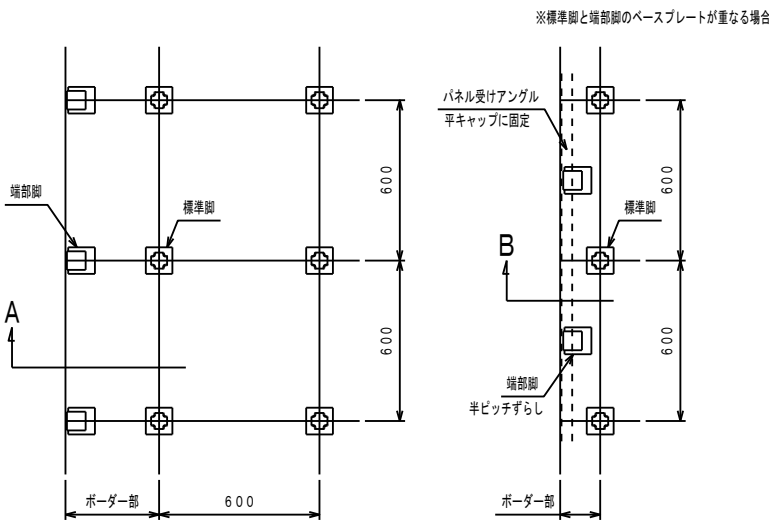 ※標準脚と端部脚のベースプレートが重なる場合
パネル受けアングル
平キャップに固定
600
600
端部脚
標準脚
標準脚
A
B
600
600
端部脚
半ピッチずらし
ボーダー部
600
ボーダー部